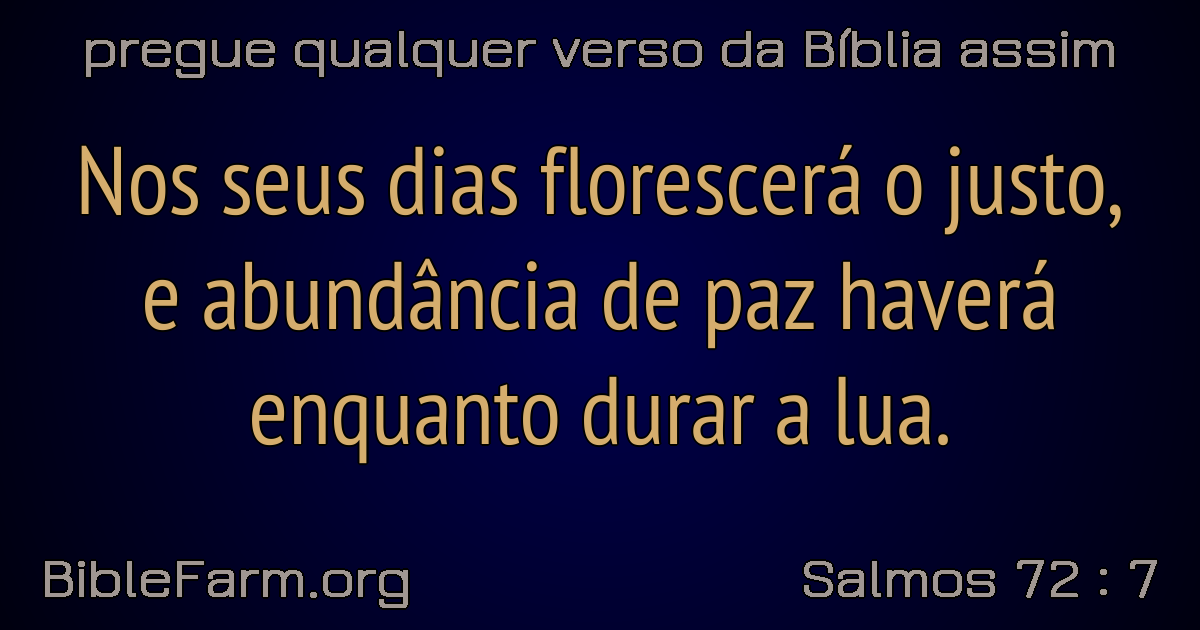 pregue qualquer verso da Bíblia assim
Nos seus dias florescerá o justo,
e abundância de paz haverá
enquanto durar a lua.
BibleFarm.org
Salmos 72 : 7